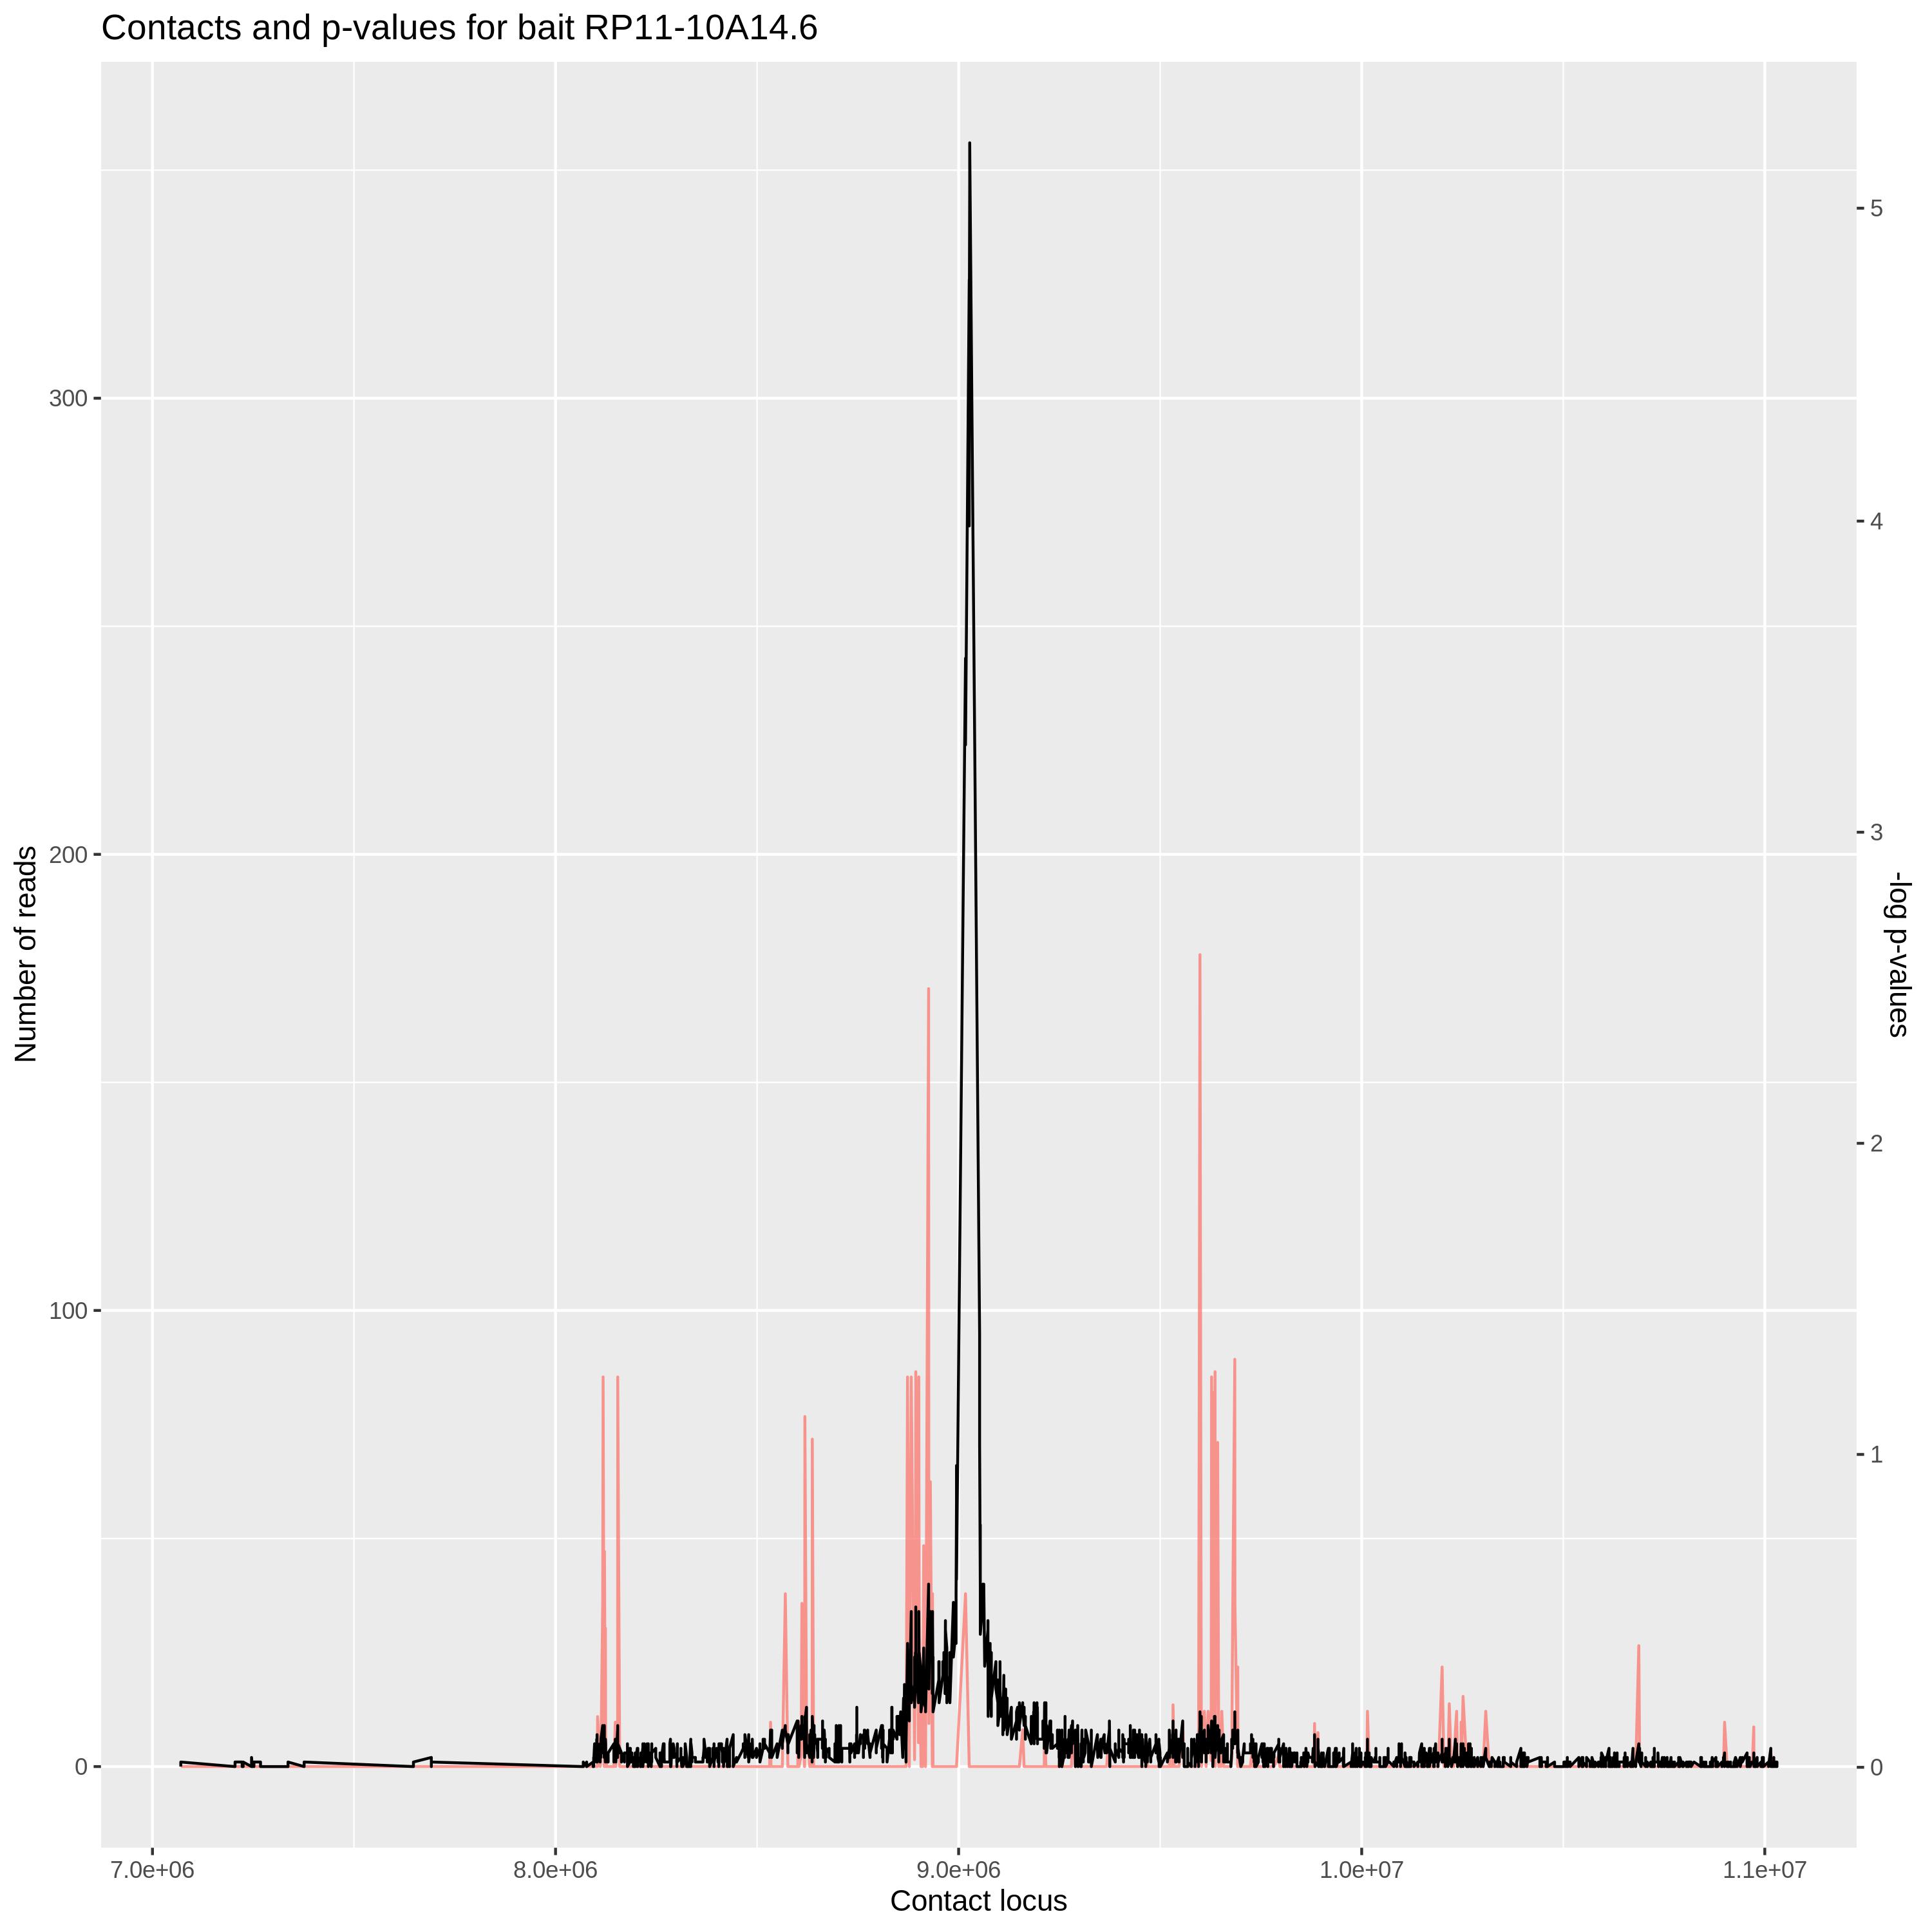 Contacts and p-values for bait RP11-10A14.6
Number of reads
300
200
100
0
5
4
3
2
1
0
-log p-values
7.0e+06 8.0e+06 9.0e+06 1.0e+07 1.1e+07
Contact locus